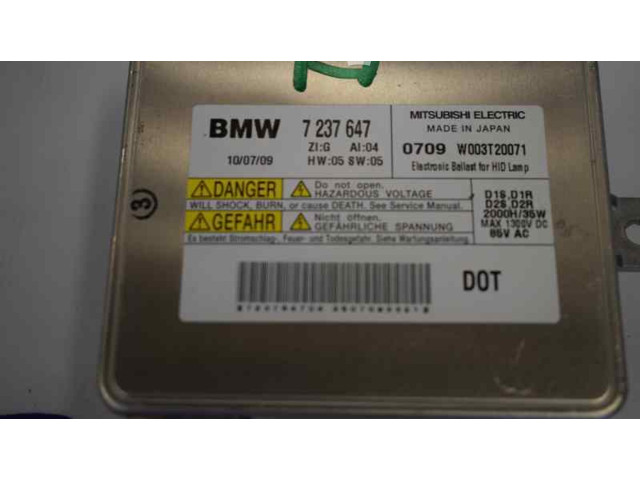 BMW 7 237 647
ZI:G AI:04
10/07/09 HW:05 SW:05
MITSUBISHI ELECTRIC
MADE IN JAPAN
0709 W003T20071
Electronic Ballast for HID Lamp
DANGER Do not open.
HAZARDOUS VOLTAGE
WILL SHOCK, BURN, or cause DEATH. See Service Manual.
GEFAHR Nicht öffnen.
GEFÄHRLICHE SPANNUNG
Es besteht Stromschlag-, Feuer- und Todesgefahr. Siehe Wartungsanleitung.
D1S,D1R
D2S,D2R
2000H/35W
MAX 1300V DC
85V AC
DOT
(3)